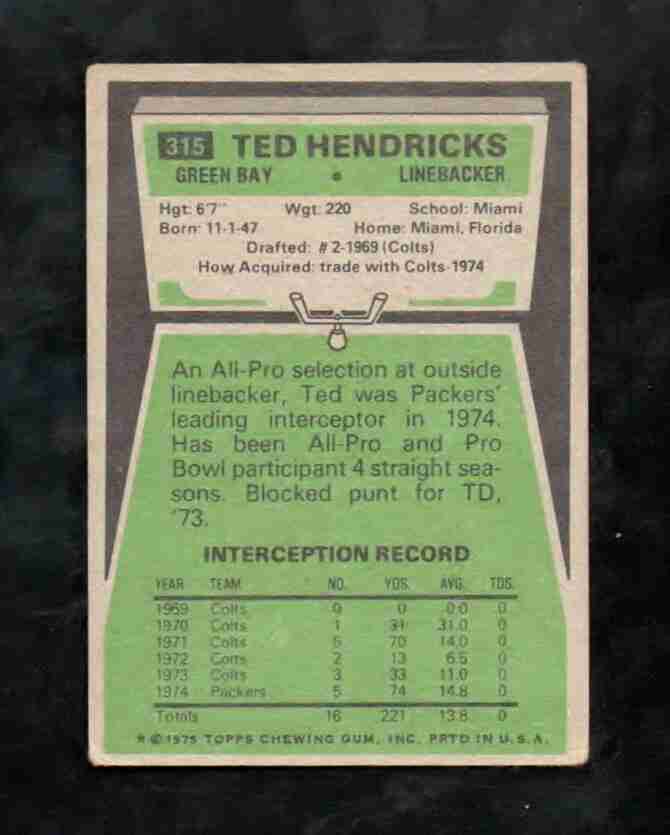 315 TED HENDRICKS
GREEN BAY • LINEBACKER
Hgt: 6'7" Wgt: 220 School: Miami
Born: 11-1-47 Home: Miami, Florida
Drafted: #2-1969 (Colts)
How Acquired: trade with Colts-1974
An All-Pro selection at outside
linebacker, Ted was Packers'
leading interceptor in 1974.
Has been All-Pro and Pro
Bowl participant 4 straight sea-
sons. Blocked punt for TD,
'73.
INTERCEPTION RECORD
YEAR TEAM NO. YDS. AVG. TDS.
1969 Colts 0 0 0.0 0
1970 Colts 1 31 31.0 0
1971 Colts 5 70 14.0 0
1972 Colts 2 13 6.5 0
1973 Colts 3 33 11.0 0
1974 Packers 5 74 14.8 0
Totals 16 221 13.8 0
* © 1975 TOPPS CHEWING GUM, INC. PRTD IN U.S.A.